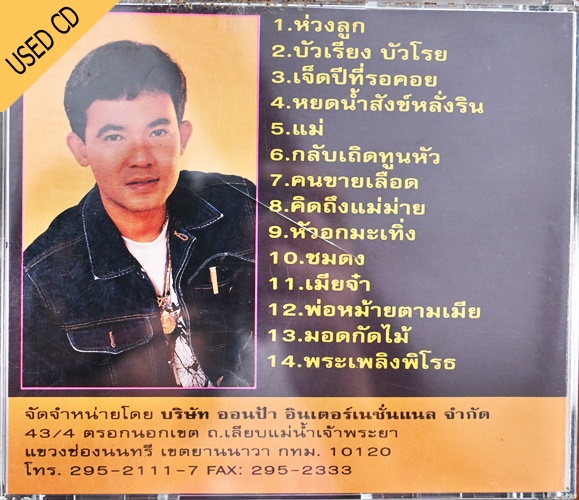 USED CD
1.ห่วงลูก
2.บัวเรียง บัวโรย
3.เจ็ดปีที่รอคอย
4.หยดน้ำสังข์หลั่งริน
5.แม่
6.กลับเถิดทูนหัว
7.คนขายเลือด
8.คิดถึงแม่ม่าย
9.หัวอกมะเทิ่ง
10.ชมดง
11.เมียจ๋า
12.พ่อหม้ายตามเมีย
13.มอดกัดไม้
14.พระเพลิงพิโรธ
จัดจำหน่ายโดย บริษัท ออนป้า อินเตอร์เนชั่นแนล จำกัด
43/4 ตรอกนอกเขต ถ.เลียบแม่น้ำเจ้าพระยา
แขวงช่องนนทรี เขตยานนาวา กทม. 10120
โทร. 295-2111-7 FAX: 295-2333